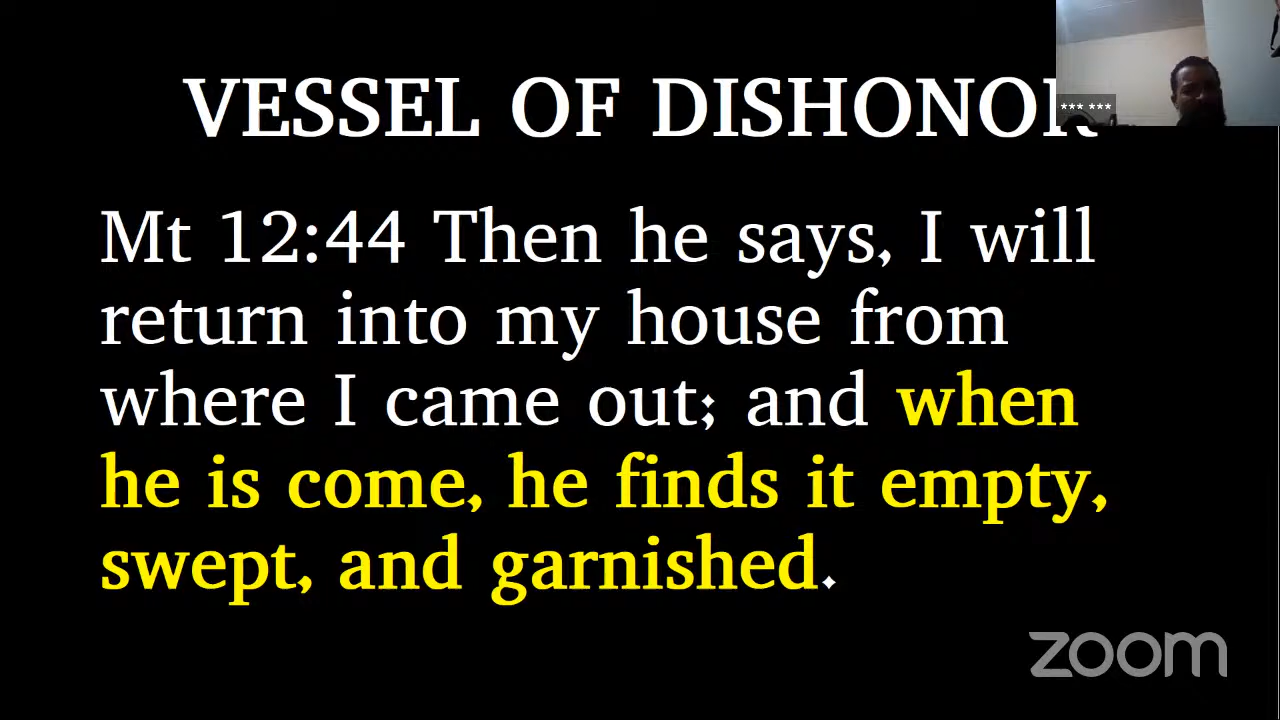 VESSEL OF DISHONOR
*** ***
Mt 12:44 Then he says, I will
return into my house from
where I came out; and when
he is come, he finds it empty,
swept, and garnished.
zoom